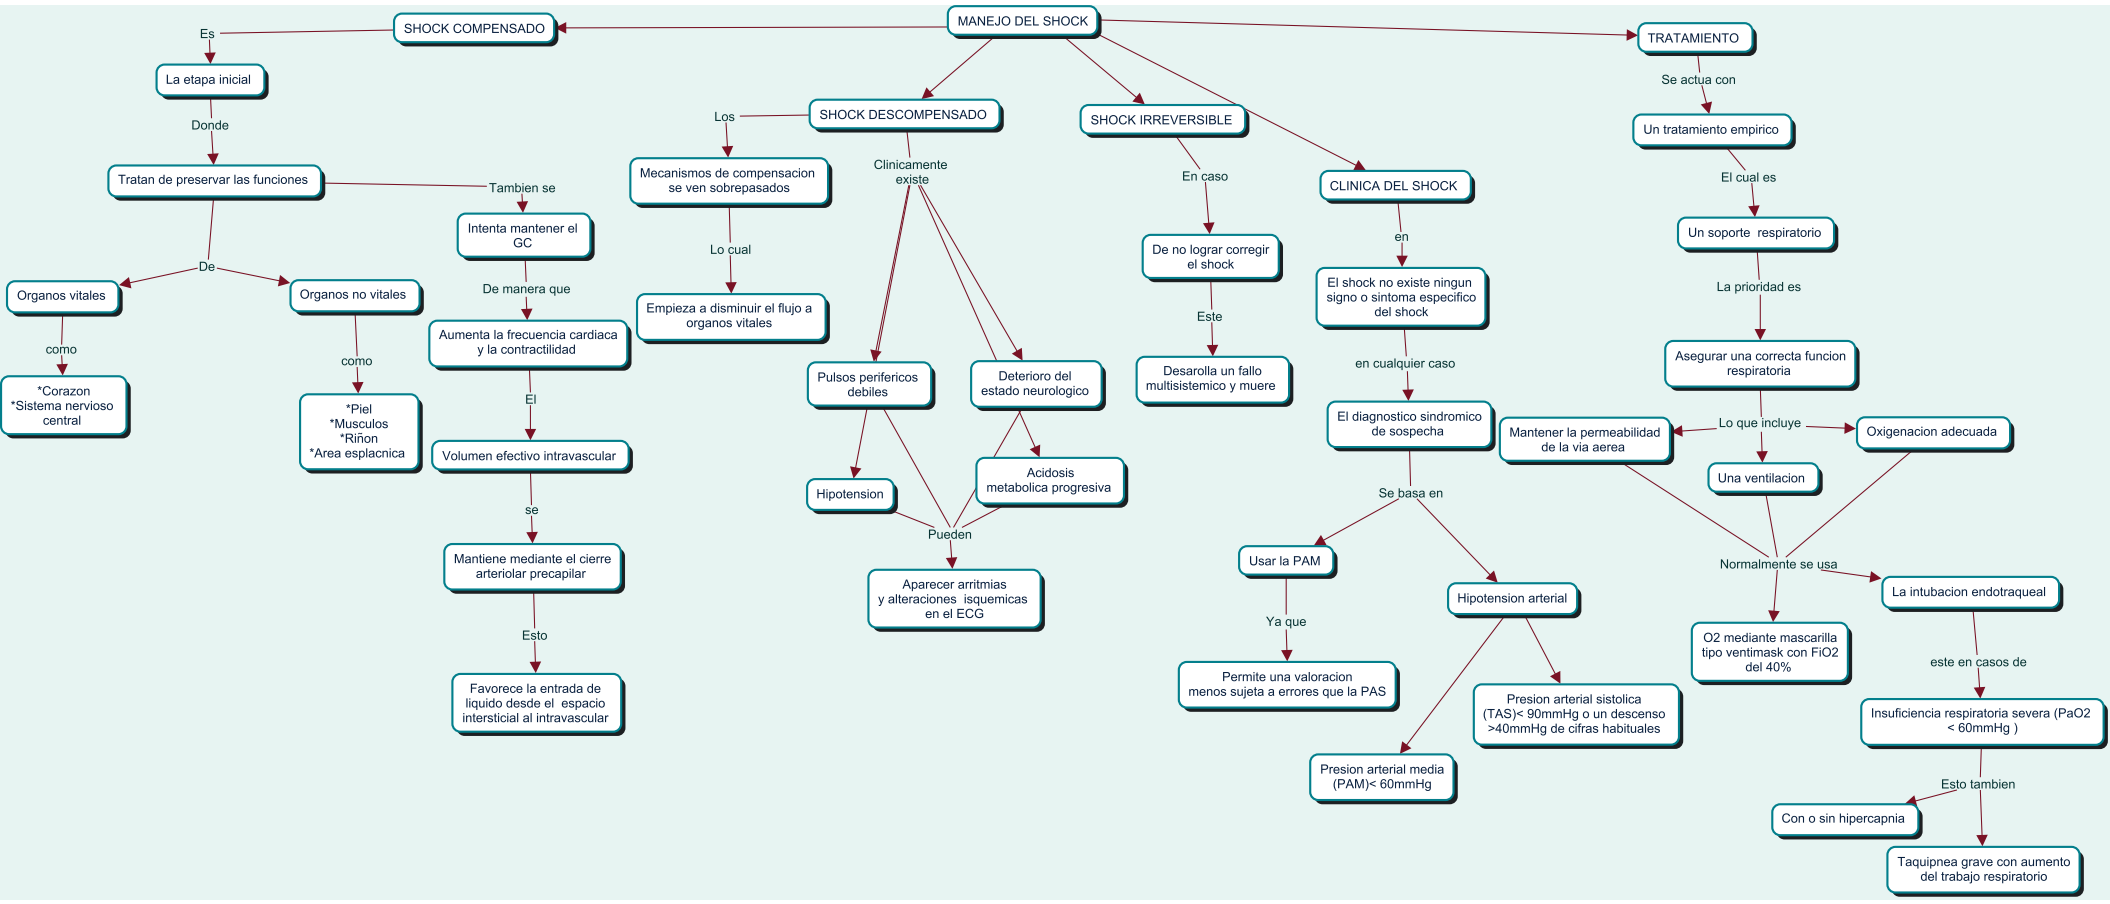 MANEJO DEL SHOCK
SHOCK COMPENSADO
Es
La etapa inicial
Donde
Tratan de preservar las funciones
De
Organos vitales
como
*Corazon
*Sistema nervioso
central
Organos no vitales
como
*Piel
*Musculos
*Riñon
*Area esplacnica
Tambien se
Intenta mantener el
GC
De manera que
Aumenta la frecuencia cardiaca
y la contractilidad
El
Volumen efectivo intravascular
se
Mantiene mediante el cierre
arteriolar precapilar
Esto
Favorece la entrada de
liquido desde el espacio
intersticial al intravascular
SHOCK DESCOMPENSADO
Los
Mecanismos de compensacion
se ven sobrepasados
Lo cual
Empieza a disminuir el flujo a
organos vitales
Clinicamente
existe
Pulsos perifericos
debiles
Deterioro del
estado neurologico
Hipotension
Acidosis
metabolica progresiva
Pueden
Aparecer arritmias
y alteraciones isquemicas
en el ECG
SHOCK IRREVERSIBLE
En caso
De no lograr corregir
el shock
Este
Desarolla un fallo
multisistemico y muere
CLINICA DEL SHOCK
en
El shock no existe ningun
signo o sintoma especifico
del shock
en cualquier caso
El diagnostico sindromico
de sospecha
Se basa en
Usar la PAM
Ya que
Permite una valoracion
menos sujeta a errores que la PAS
Hipotension arterial
Presion arterial sistolica
(TAS)< 90mmHg o un descenso
>40mmHg de cifras habituales
Presion arterial media
(PAM)< 60mmHg
TRATAMIENTO
Se actua con
Un tratamiento empirico
El cual es
Un soporte respiratorio
La prioridad es
Asegurar una correcta funcion
respiratoria
Lo que incluye
Mantener la permeabilidad
de la via aerea
Una ventilacion
Oxigenacion adecuada
Normalmente se usa
O2 mediante mascarilla
tipo ventimask con FiO2
del 40%
La intubacion endotraqueal
este en casos de
Insuficiencia respiratoria severa (PaO2
< 60mmHg )
Esto tambien
Con o sin hipercapnia
Taquipnea grave con aumento
del trabajo respiratorio